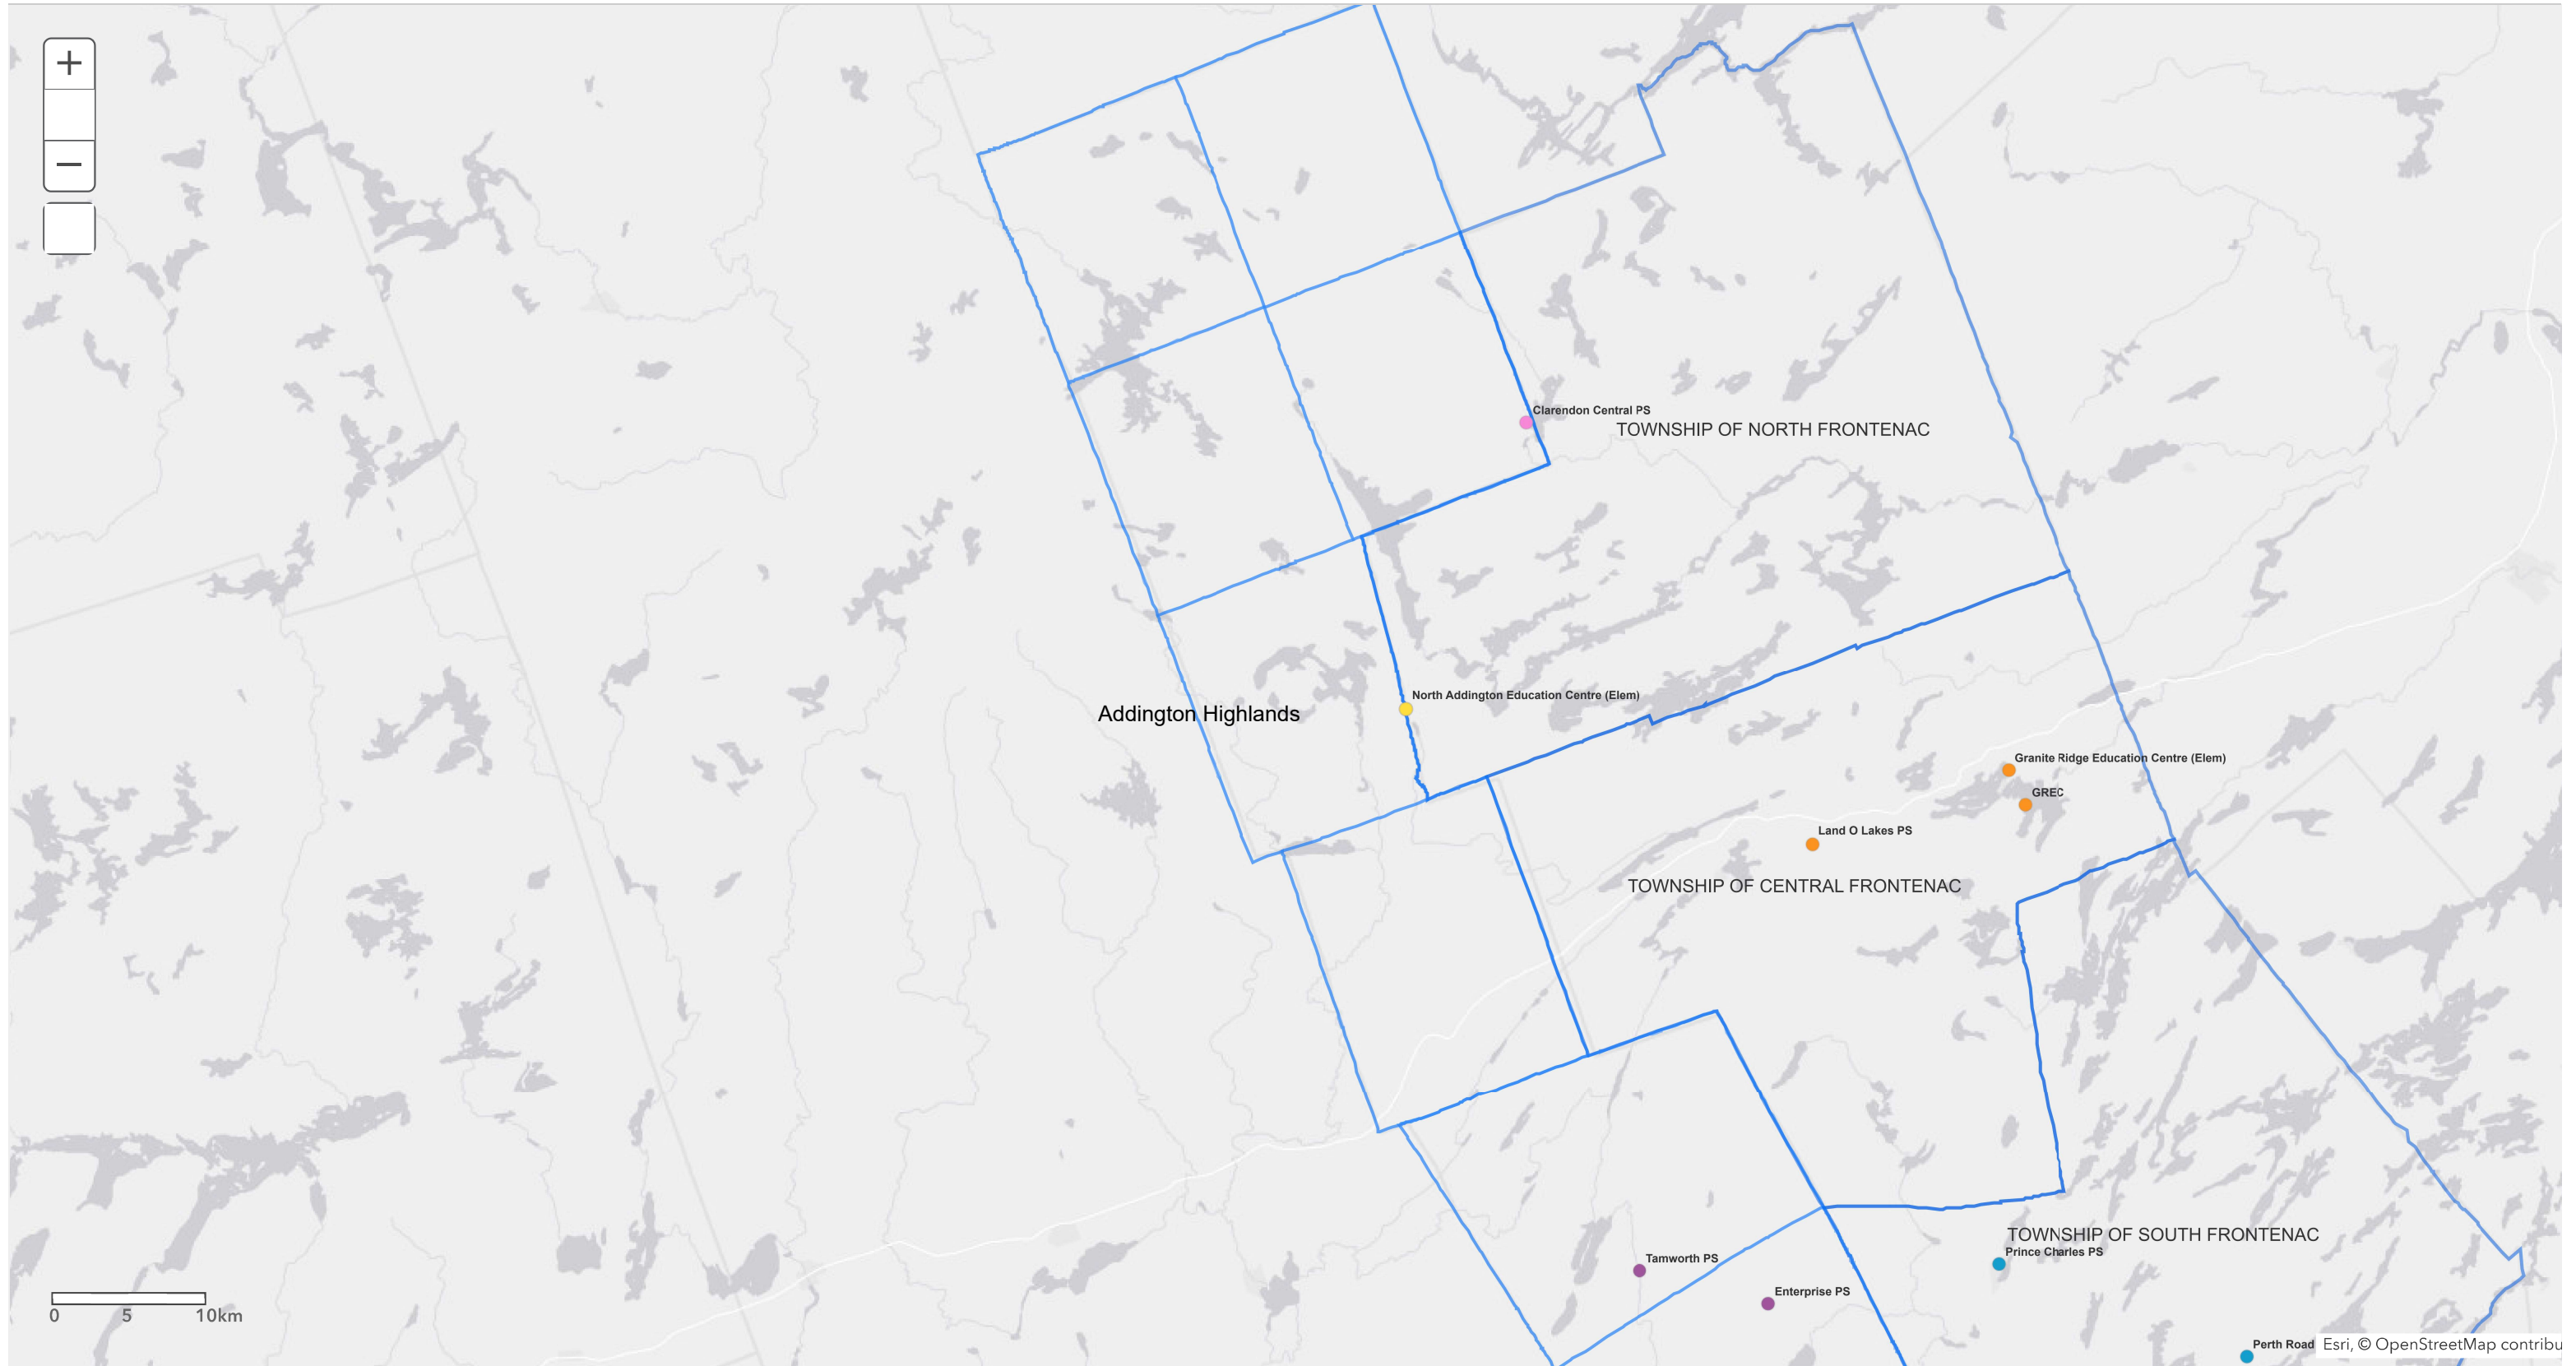 +
−
Clarendon Central PS
TOWNSHIP OF NORTH FRONTENAC
North Addington Education Centre (Elem)
Addington Highlands
Granite Ridge Education Centre (Elem)
GREC
Land O Lakes PS
TOWNSHIP OF CENTRAL FRONTENAC
TOWNSHIP OF SOUTH FRONTENAC
Prince Charles PS
Tamworth PS
Enterprise PS
0 5 10km
Perth Road
Esri, © OpenStreetMap contribu